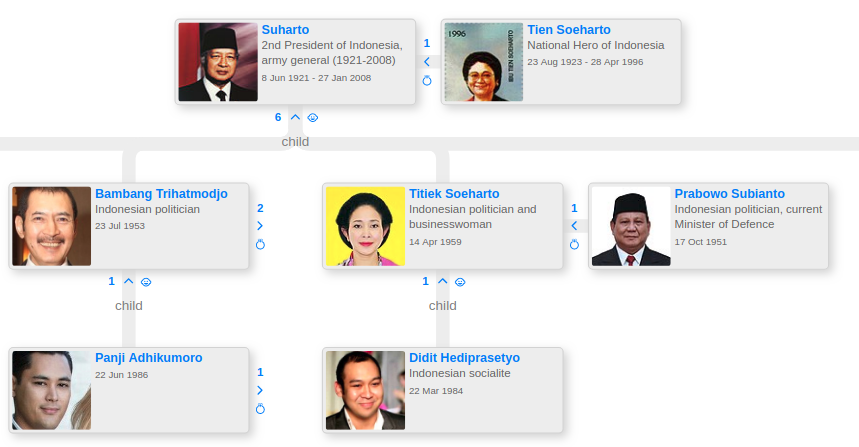 Suharto
2nd President of Indonesia,
army general (1921-2008)
8 Jun 1921 - 27 Jan 2008
1
1996
IBU TIEN SOEHARTO
Tien Soeharto
National Hero of Indonesia
23 Aug 1923 - 28 Apr 1996
6
child
Bambang Trihatmodjo
Indonesian politician
23 Jul 1953
2
Titiek Soeharto
Indonesian politician and
businesswoman
14 Apr 1959
1
Prabowo Subianto
Indonesian politician, current
Minister of Defence
17 Oct 1951
1
child
1
child
Panji Adhikumoro
22 Jun 1986
1
Didit Hediprasetyo
Indonesian socialite
22 Mar 1984